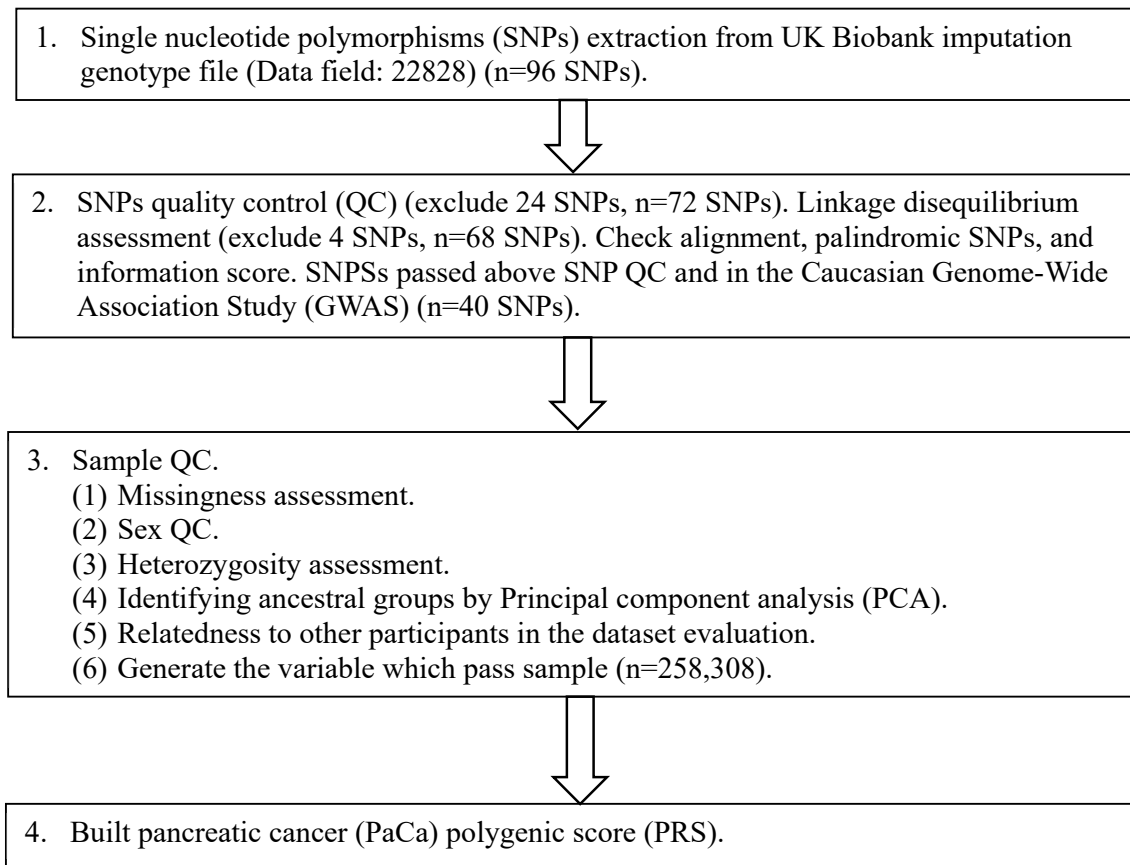 1. Single nucleotide polymorphisms (SNPs) extraction from UK Biobank imputation
genotype file (Data field: 22828) (n=96 SNPs).
2. SNPs quality control (QC) (exclude 24 SNPs, n=72 SNPs). Linkage disequilibrium
assessment (exclude 4 SNPs, n=68 SNPs). Check alignment, palindromic SNPs, and
information score. SNPSs passed above SNP QC and in the Caucasian Genome-Wide
Association Study (GWAS) (n=40 SNPs).
3. Sample QC.
(1) Missingness assessment.
(2) Sex QC.
(3) Heterozygosity assessment.
(4) Identifying ancestral groups by Principal component analysis (PCA).
(5) Relatedness to other participants in the dataset evaluation.
(6) Generate the variable which pass sample (n=258,308).
4. Built pancreatic cancer (PaCa) polygenic score (PRS).